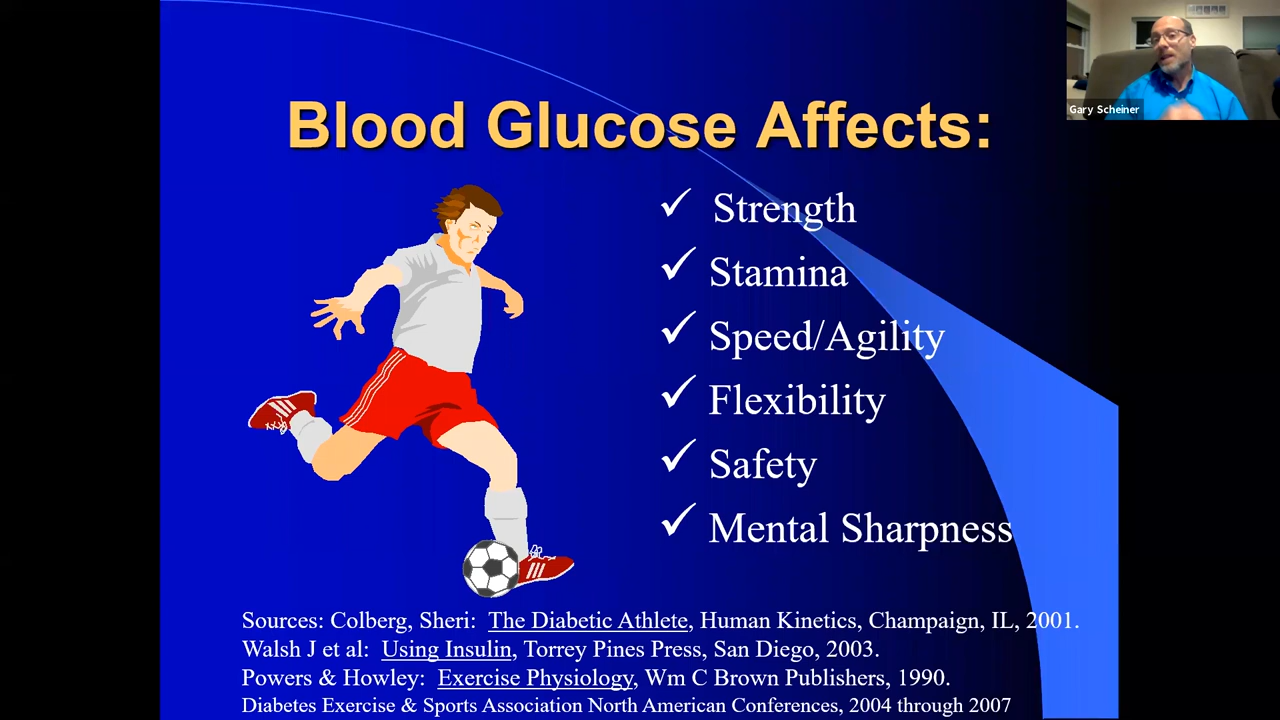 Blood Glucose Affects:
Gary Scheiner
✓ Strength
✓ Stamina
✓ Speed/Agility
✓ Flexibility
✓ Safety
✓ Mental Sharpness
Sources: Colberg, Sheri: The Diabetic Athlete, Human Kinetics, Champaign, IL, 2001.
Walsh J et al: Using Insulin, Torrey Pines Press, San Diego, 2003.
Powers & Howley: Exercise Physiology, Wm C Brown Publishers, 1990.
Diabetes Exercise & Sports Association North American Conferences, 2004 through 2007